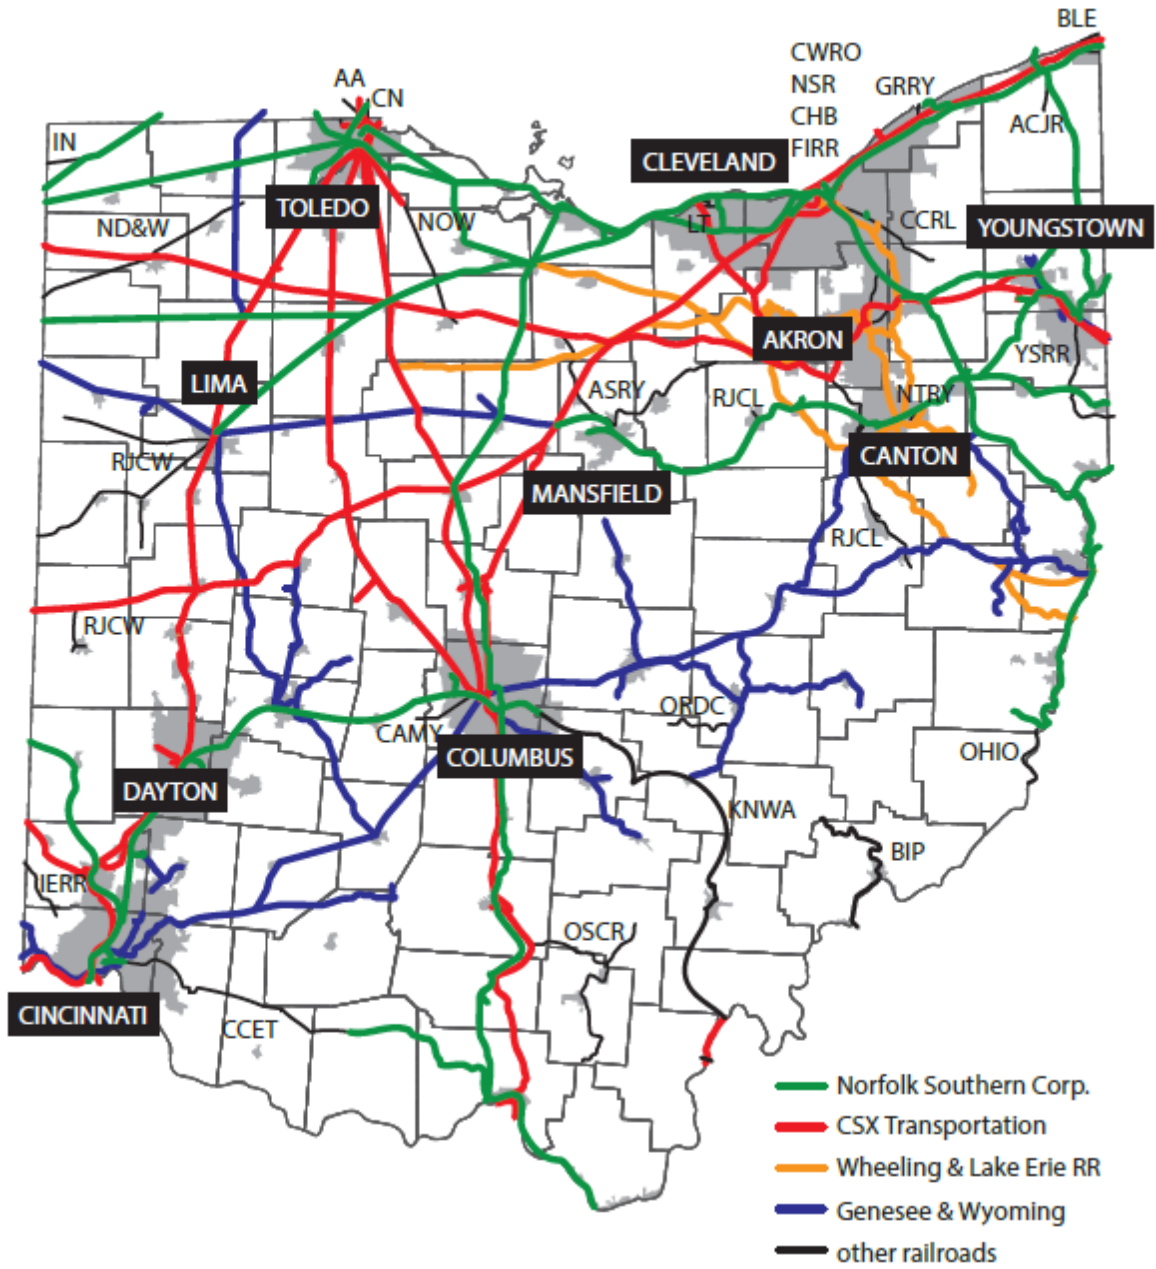 BLE
CWRO
NSR
CHB
FIRR
GRRY
AA
CN
ACJR
IN
CLEVELAND
TOLEDO
NOW
LT
CCRL
YOUNGSTOWN
ND&W
AKRON
YSRR
LIMA
ASRY
RJCL
NTRY
RJCW
CANTON
MANSFIELD
RJCL
RJCW
ORDC
CAMY
COLUMBUS
OHIO
DAYTON
KNWA
BIP
IERR
OSCR
CINCINNATI
CCET
Norfolk Southern Corp.
CSX Transportation
Wheeling & Lake Erie RR
Genesee & Wyoming
other railroads